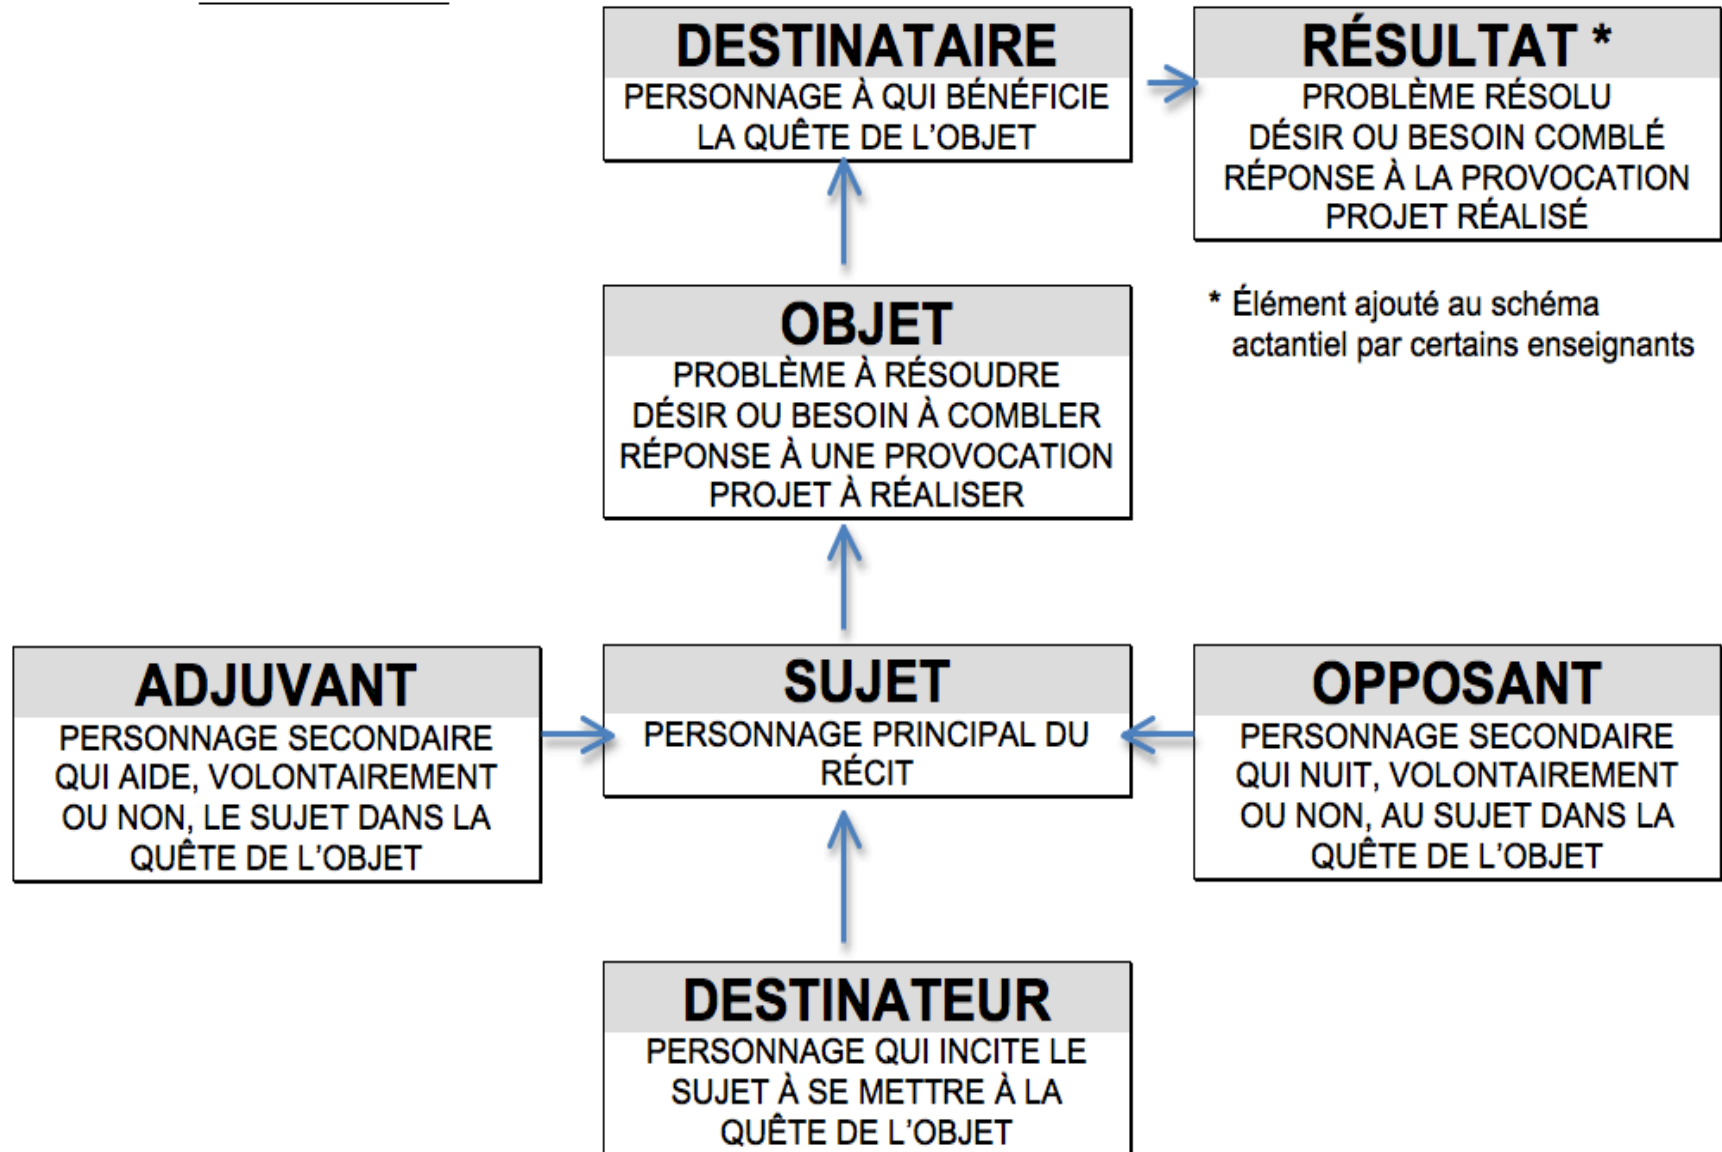 DESTINATAIRE
PERSONNAGE À QUI BÉNÉFICIE
LA QUÊTE DE L'OBJET
RÉSULTAT *
PROBLÈME RÉSOLU
DÉSIR OU BESOIN COMBLÉ
RÉPONSE À LA PROVOCATION
PROJET RÉALISÉ
* Élément ajouté au schéma
actantiel par certains enseignants
OBJET
PROBLÈME À RÉSOUDRE
DÉSIR OU BESOIN À COMBLER
RÉPONSE À UNE PROVOCATION
PROJET À RÉALISER
ADJUVANT
PERSONNAGE SECONDAIRE
QUI AIDE, VOLONTAIREMENT
OU NON, LE SUJET DANS LA
QUÊTE DE L'OBJET
SUJET
PERSONNAGE PRINCIPAL DU
RÉCIT
OPPOSANT
PERSONNAGE SECONDAIRE
QUI NUIT, VOLONTAIREMENT
OU NON, AU SUJET DANS LA
QUÊTE DE L'OBJET
DESTINATEUR
PERSONNAGE QUI INCITE LE
SUJET À SE METTRE À LA
QUÊTE DE L'OBJET